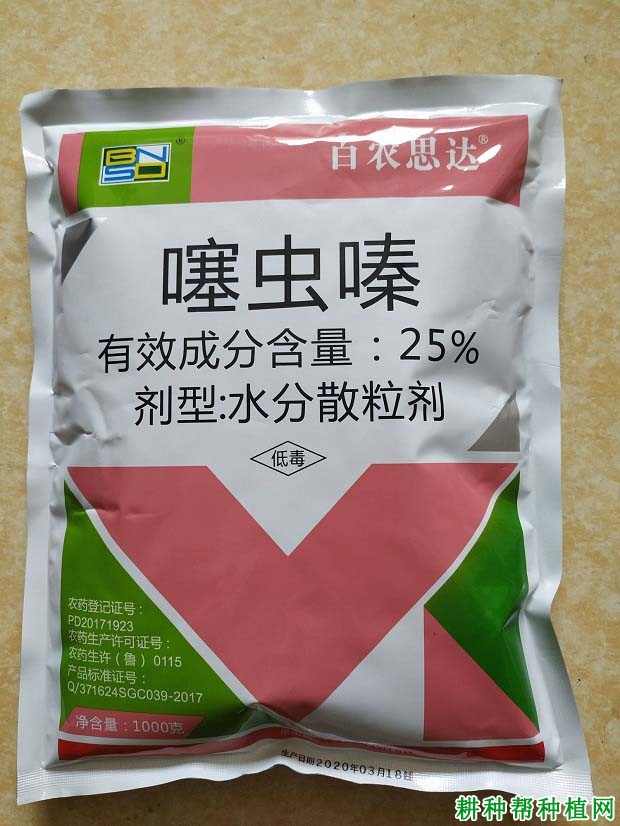 BN
SD ®
百农思达®
噻虫嗪
有效成分含量：25%
剂型:水分散粒剂
低毒
农药登记证号：
PD20171923
农药生产许可证号：
农药生许（鲁）0115
产品标准证号：
Q/371624SGC039-2017
净含量：1000克
生产日期2020年03月18日
耕种帮种植网